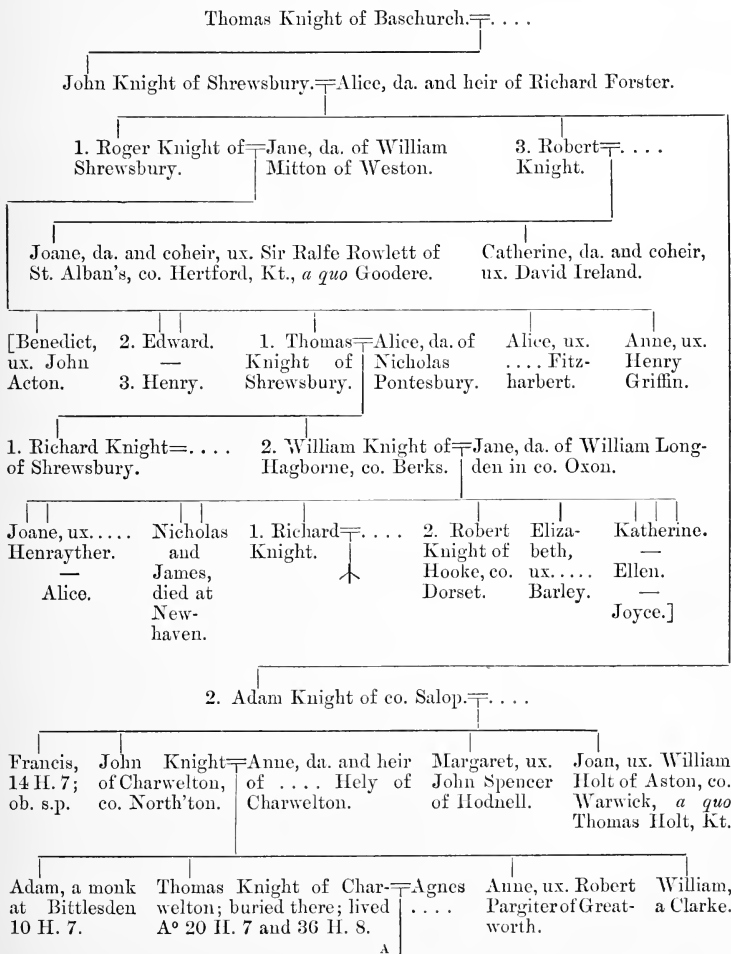 Thomas Knight of Baschurch.=. . . .
John Knight of Shrewsbury.=Alice, da. and heir of Richard Forster.
1. Roger Knight of=Jane, da. of William
Shrewsbury. Mitton of Weston.
3. Robert=. . . .
Knight.
Joane, da. and coheir, ux. Sir Ralfe Rowlett of
St. Alban's, co. Hertford, Kt., a quo Goodere.
Catherine, da. and coheir,
ux. David Ireland.
[Benedict,
ux. John
Acton.
2. Edward.
—
3. Henry.
1. Thomas=Alice, da. of
Knight of Nicholas
Shrewsbury. Pontesbury.
Alice, ux.
. . . . Fitz-
harbert.
Anne, ux.
Henry
Griffin.
1. Richard Knight=. . . .
of Shrewsbury.
2. William Knight of=Jane, da. of William Long-
Hagborne, co. Berks. den in co. Oxon.
Joane, ux. . . . .
Henrayther.
—
Alice.
Nicholas
and
James,
died at
New-
haven.
1. Richard=. . . .
Knight.
2. Robert
Knight of
Hooke, co.
Dorset.
Eliza-
beth,
ux. . . . .
Barley.
Katherine.
—
Ellen.
—
Joyce.]
2. Adam Knight of co. Salop.=. . . .
Francis,
14 H. 7;
ob. s.p.
John Knight=Anne, da. and heir
of Charwelton, of . . . . Hely of
co. North'ton. Charwelton.
Margaret, ux.
John Spencer
of Hodnell.
Joan, ux. William
Holt of Aston, co.
Warwick, a quo
Thomas Holt, Kt.
Adam, a monk
at Bittlesden
10 H. 7.
Thomas Knight of Char-=Agnes
welton; buried there; lived . . . .
Aº 20 H. 7 and 36 H. 8.
Anne, ux. Robert
Pargiter of Great-
worth.
William,
a Clarke.
A